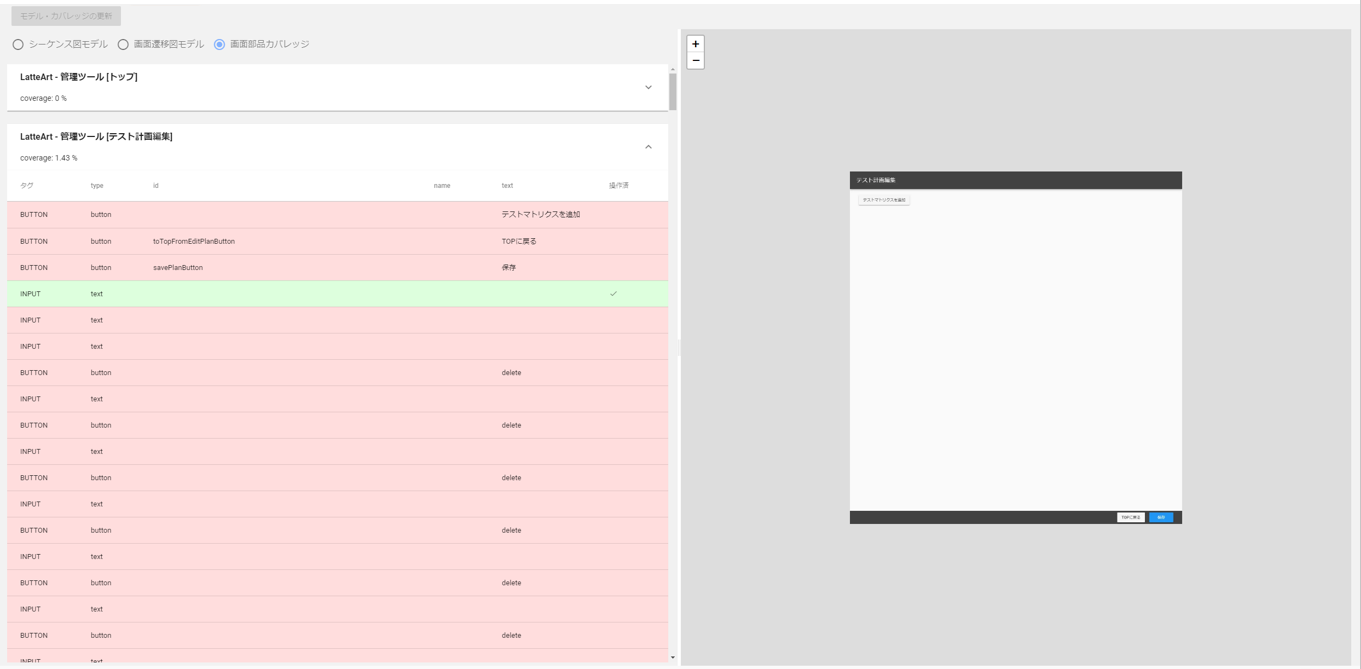 モデル・カバレッジの更新
シーケンス図モデル 画面遷移図モデル 画面部品カバレッジ
+
−
LatteArt - 管理ツール [トップ]
coverage: 0 %
LatteArt - 管理ツール [テスト計画編集]
coverage: 1.43 %
タグ type id name text 操作済
BUTTON button テストマトリクスを追加
BUTTON button toTopFromEditPlanButton TOPに戻る
BUTTON button savePlanButton 保存
INPUT text
INPUT text
INPUT text
BUTTON button delete
INPUT text
BUTTON button delete
INPUT text
BUTTON button delete
INPUT text
BUTTON button delete
INPUT text
BUTTON button delete
INPUT text
BUTTON button delete
INPUT text
テスト計画編集
テストマトリクスを追加
TOPに戻る 保存